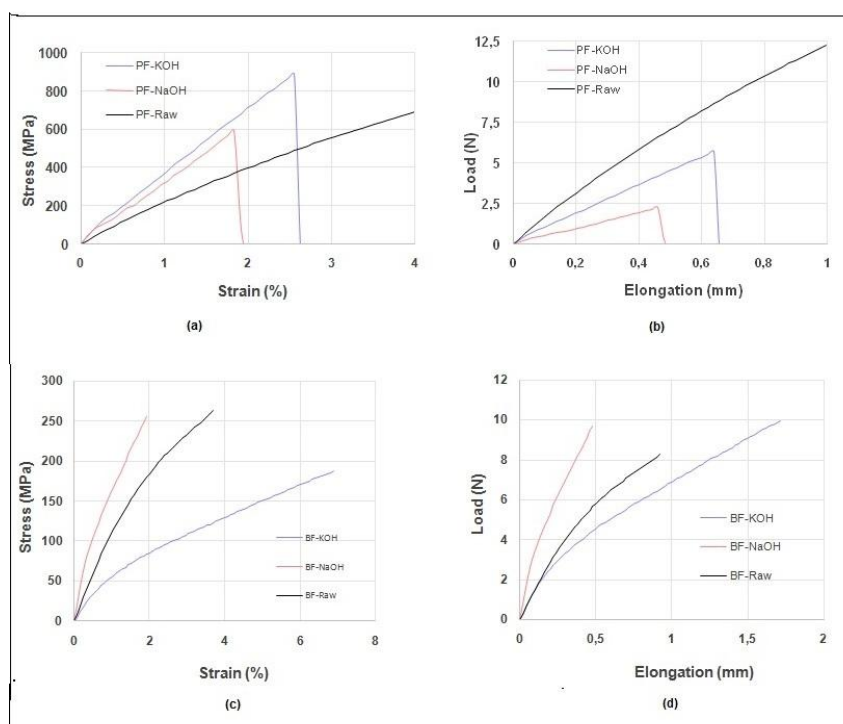 1000
800
600
400
200
0
Stress (MPa)
PF-KOH
PF-NaOH
PF-Raw
0 1 2 3 4
Strain (%)
(a)
12,5
10
7,5
5
2,5
0
Load (N)
PF-KOH
PF-NaOH
PF-Raw
0 0,2 0,4 0,6 0,8 1
Elongation (mm)
(b)
300
250
200
150
100
50
0
Stress (MPa)
BF-KOH
BF-NaOH
BF-Raw
0 2 4 6 8
Strain (%)
(c)
12
10
8
6
4
2
0
Load (N)
BF-KOH
BF-NaOH
BF-Raw
0 0,5 1 1,5 2
Elongation (mm)
(d)